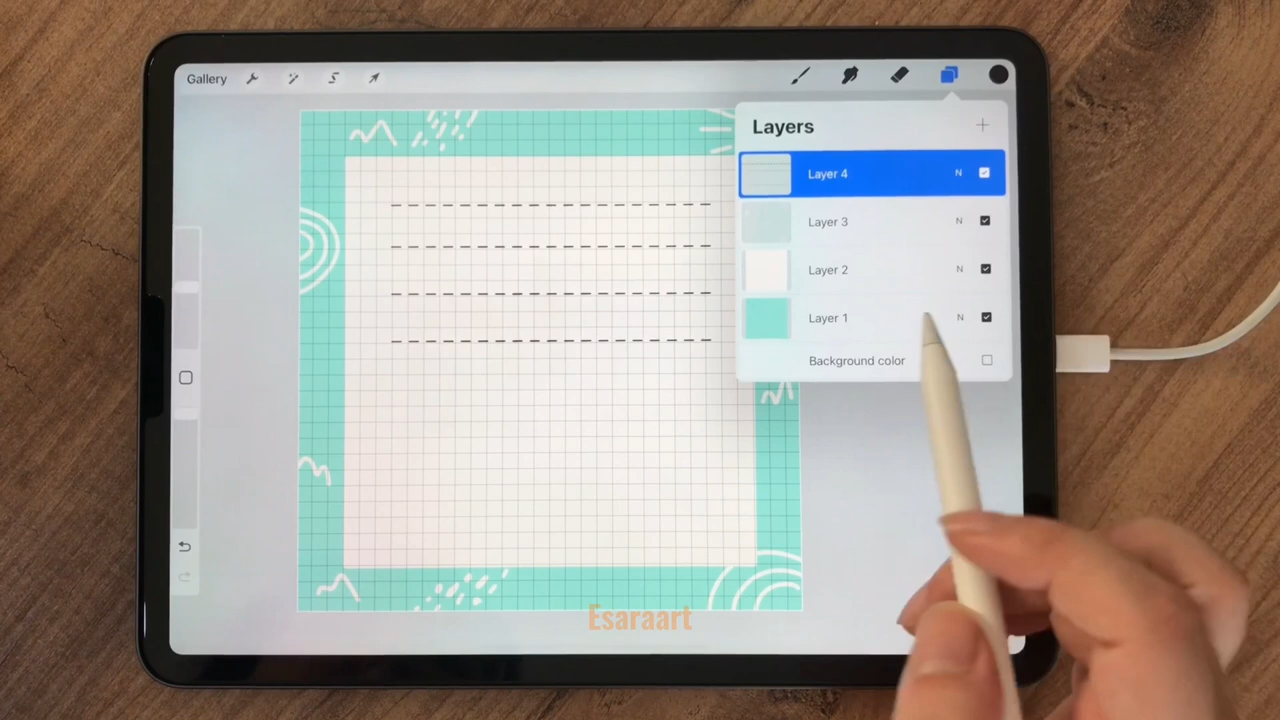 Gallery
Layers
Layer 4 N
Layer 3 N
Layer 2 N
Layer 1 N
Background color
Esaraart